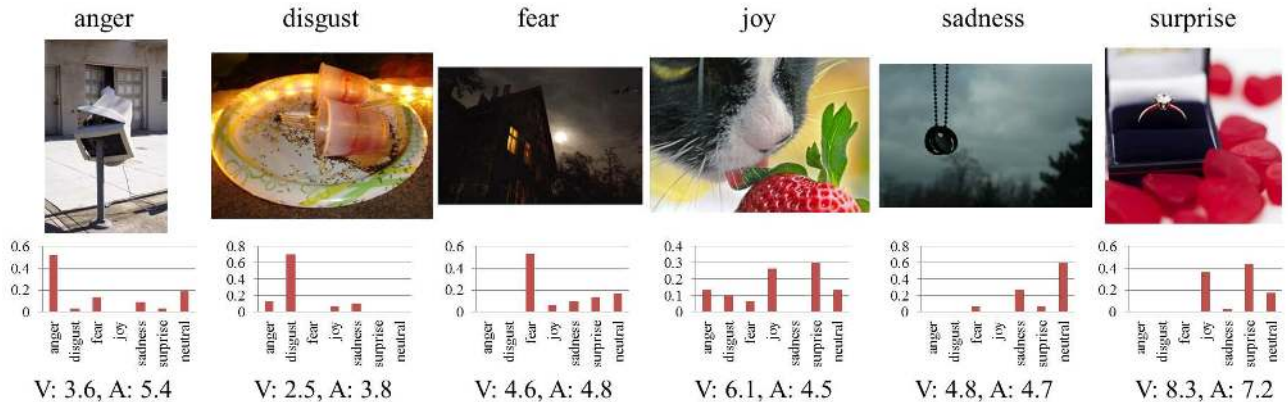 anger disgust fear joy sadness surprise
0.6 0.8 0.6 0.4 0.8 0.6
0.4 0.6 0.4 0.3 0.6 0.4
0.2 0.4 0.2 0.2 0.4 0.2
0 0.2 0 0.1 0.2 0
0 0 0
anger disgust fear joy sadness surprise neutral
anger disgust fear joy sadness surprise neutral
anger disgust fear joy sadness surprise neutral
anger disgust fear joy sadness surprise neutral
anger disgust fear joy sadness surprise neutral
anger disgust fear joy sadness surprise neutral
V: 3.6, A: 5.4 V: 2.5, A: 3.8 V: 4.6, A: 4.8 V: 6.1, A: 4.5 V: 4.8, A: 4.7 V: 8.3, A: 7.2